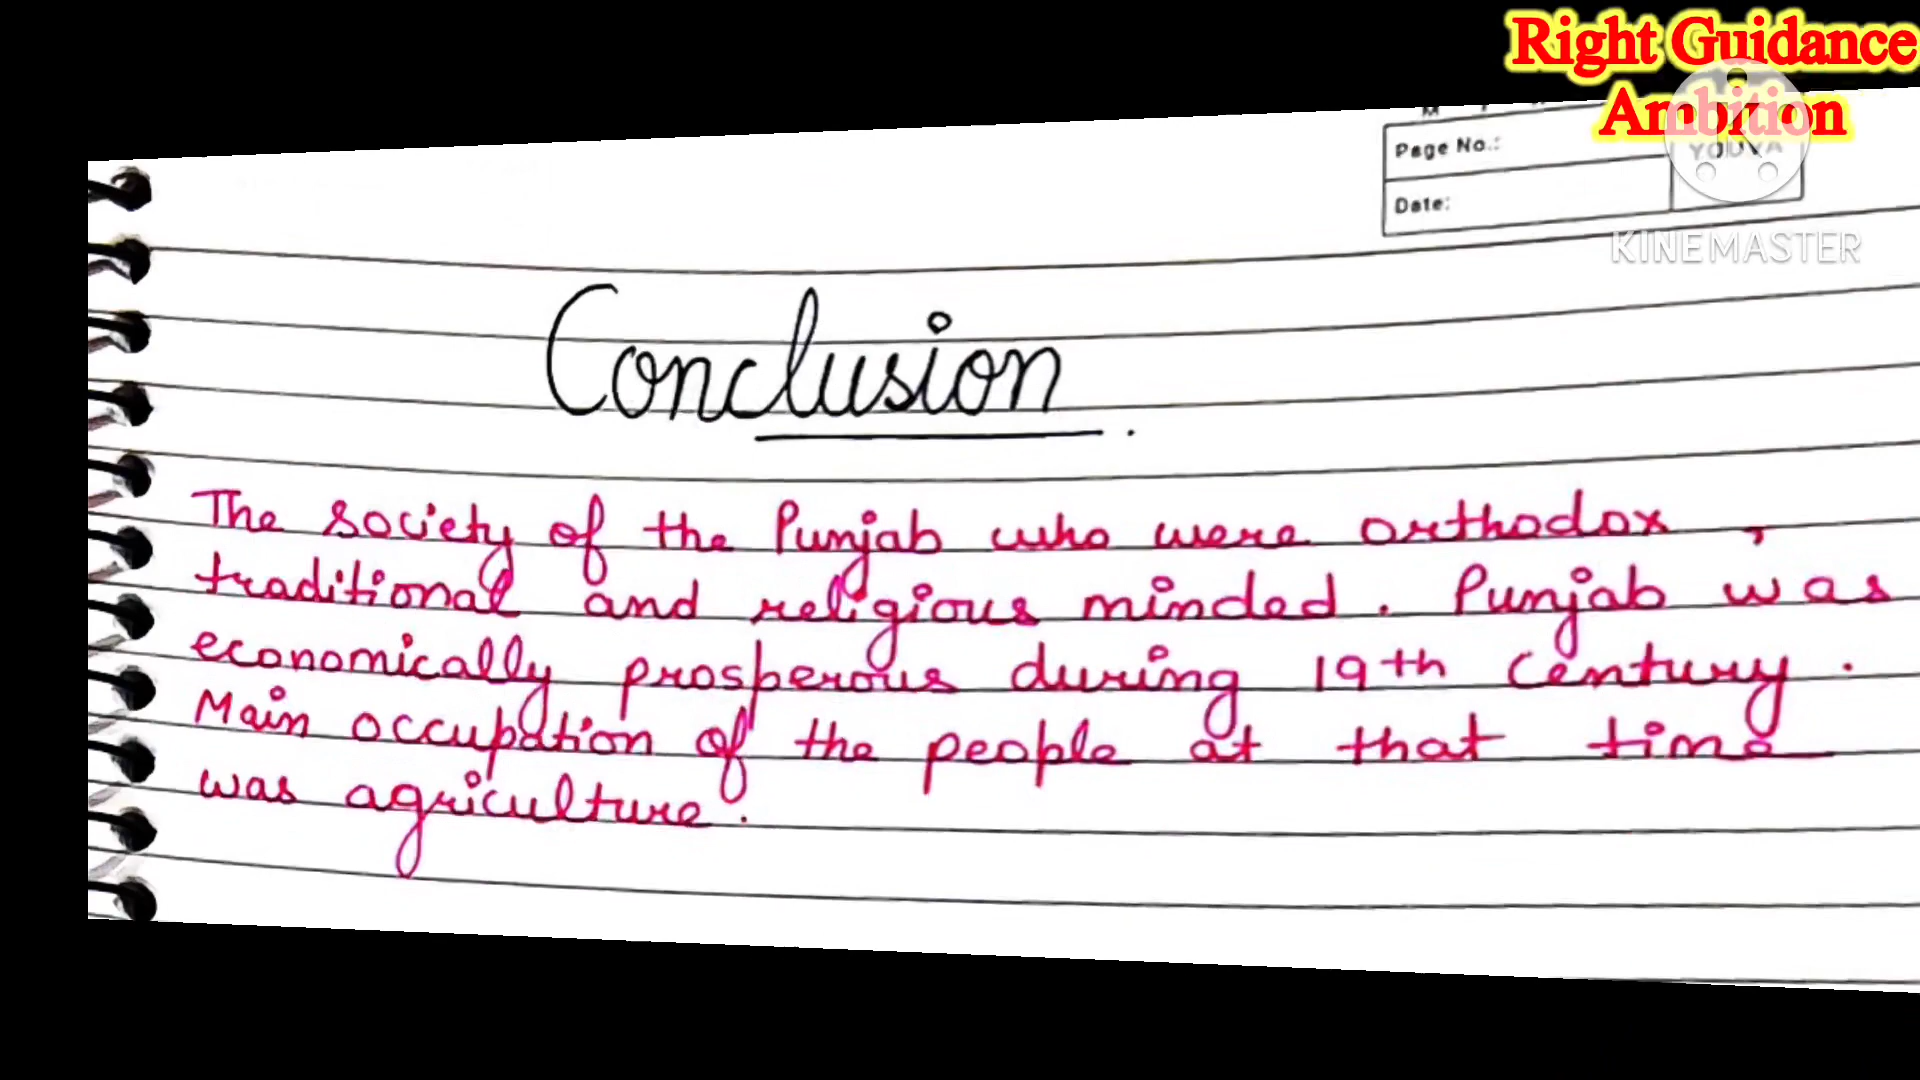 Right Guidance
Ambition
Page No.:
YOUVA
Date:
KINEMASTER
Conclusion.
The society of the Punjab who were orthodox,
traditional and religious minded. Punjab was
economically prosperous during 19th century.
Main occupation of the people at that time
was agriculture.